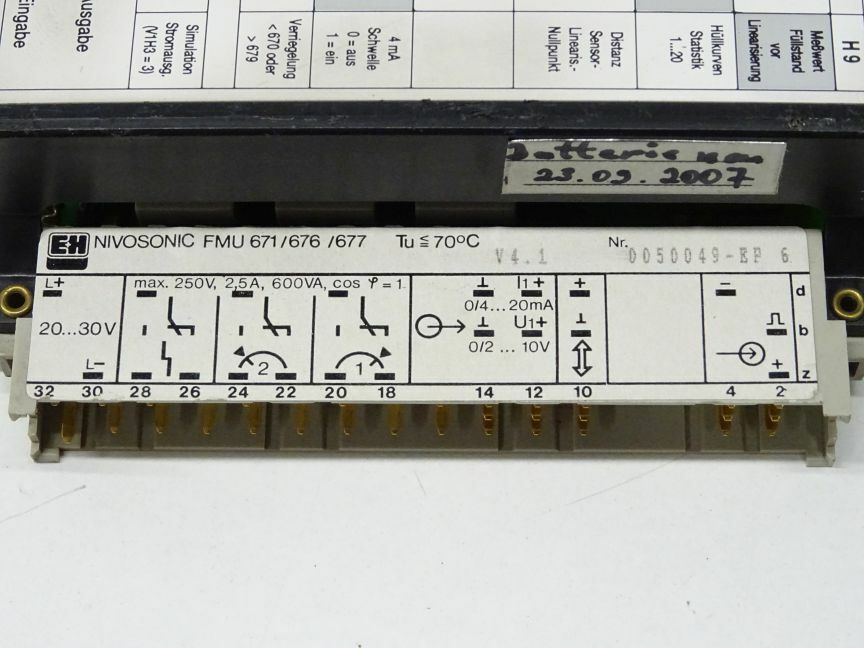 Eingabe
Ausgabe
Simulation
Stromausg.
(V1H3 = 3)
Verriegelung
< 670 oder
> 679
4 mA
Schwelle
0 = aus
1 = ein
Distanz
Sensor-
Linearis.-
Nullpunkt
Hüllkurven
Statistik
1...20
Meßwert
Füllstand
vor
Linearisierung
H 9
Batterie neu
23.09.2007
E+H NIVOSONIC FMU 671/676 /677 Tu ≦ 70°C V4.1 Nr. 0050049-EP 6
L+ max. 250V, 2,5A, 600VA, cos φ = 1 ⊥ I1+ + − d
0/4...20mA
20...30V ⊥ U1+ ⊥ b
0/2 ... 10V
L− 2 1 + z
32 30 28 26 24 22 20 18 14 12 10 4 2